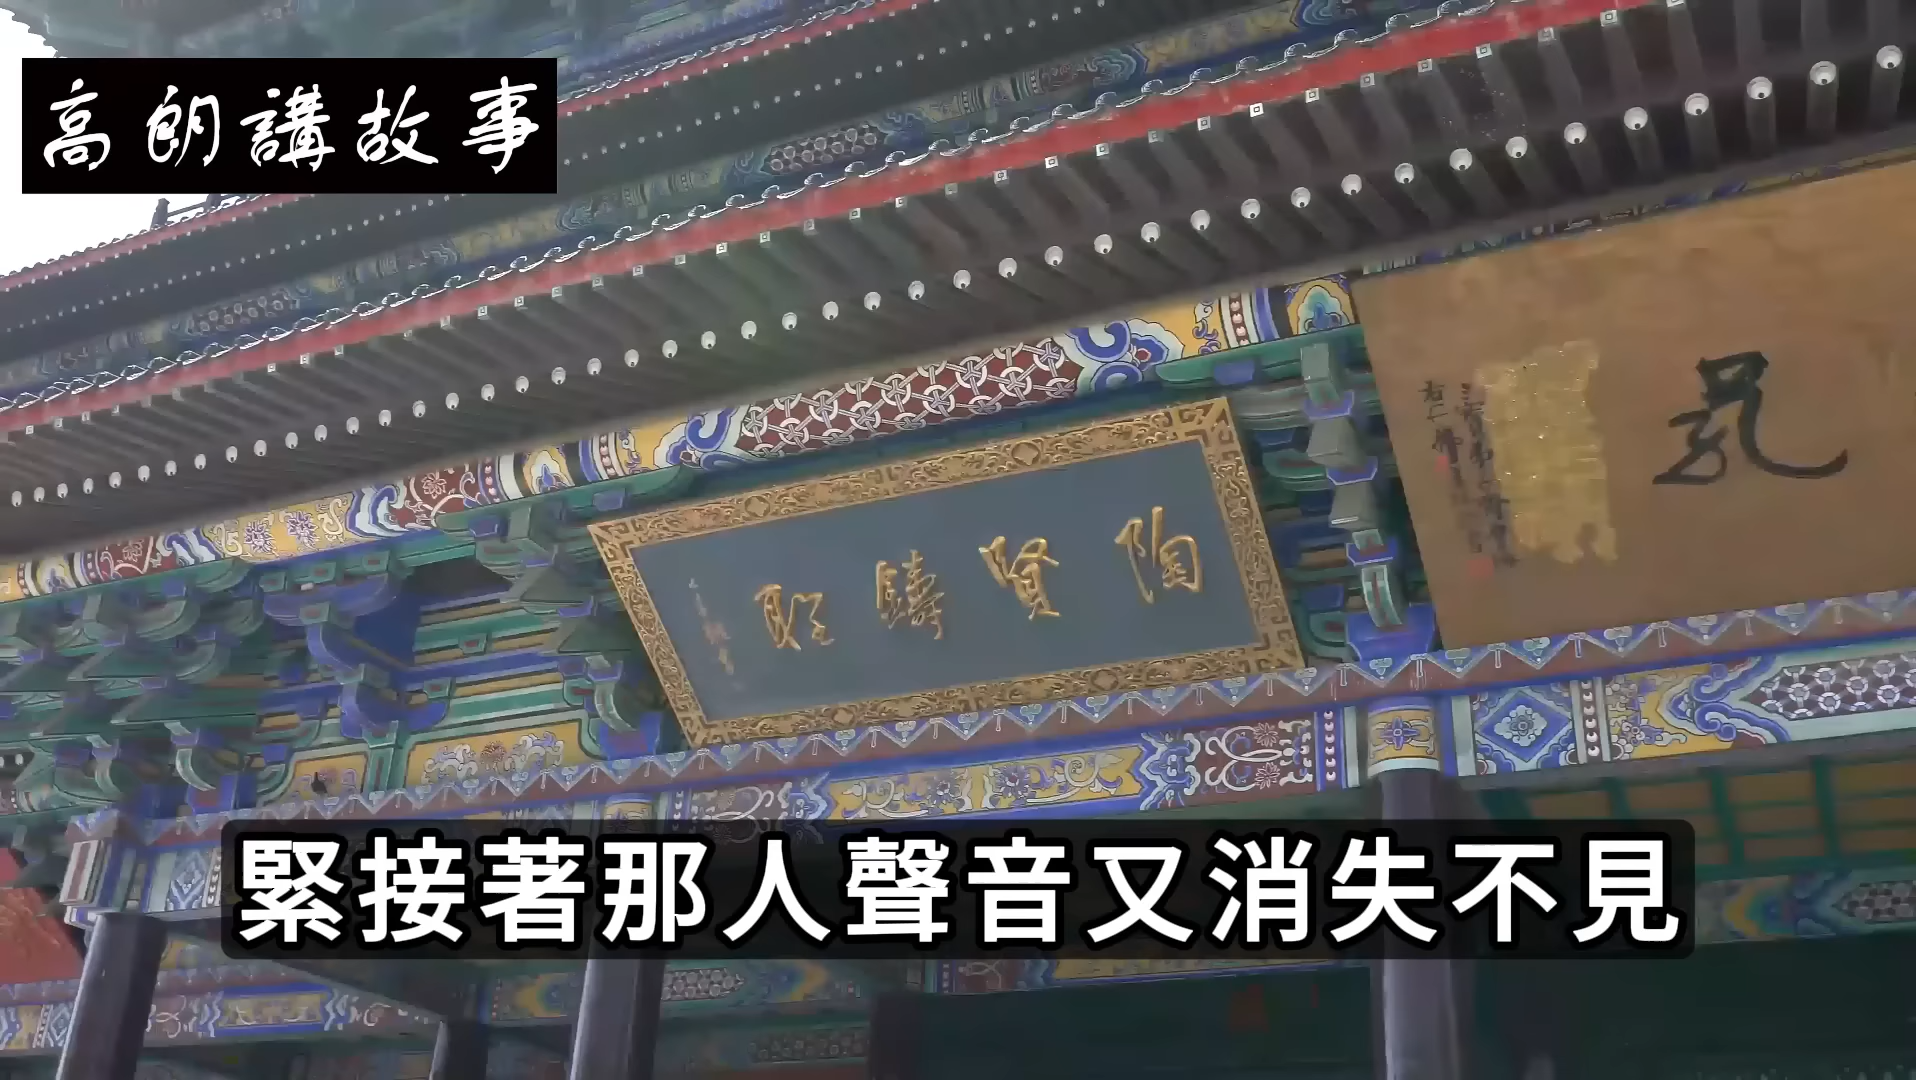 高朗講故事
陶賢鑄聖
緊接著那人聲音又消失不見